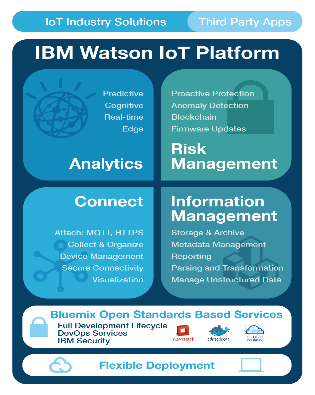 IoT Industry Solutions
Third Party Apps
IBM Watson IoT Platform
Predictive
Cognitive
Real-time
Edge
Analytics
Proactive Protection
Anomaly Detection
Blockchain
Firmware Updates
Risk
Management
Connect
Attach: MQTT, HTTPS
Collect & Organize
Device Management
Secure Connectivity
Visualization
Information
Management
Storage & Archive
Metadata Management
Reporting
Parsing and Transformation
Manage Unstructured Data
Bluemix Open Standards Based Services
Full Development Lifecycle
DevOps Services
IBM Security
openstack
docker
Flexible Deployment